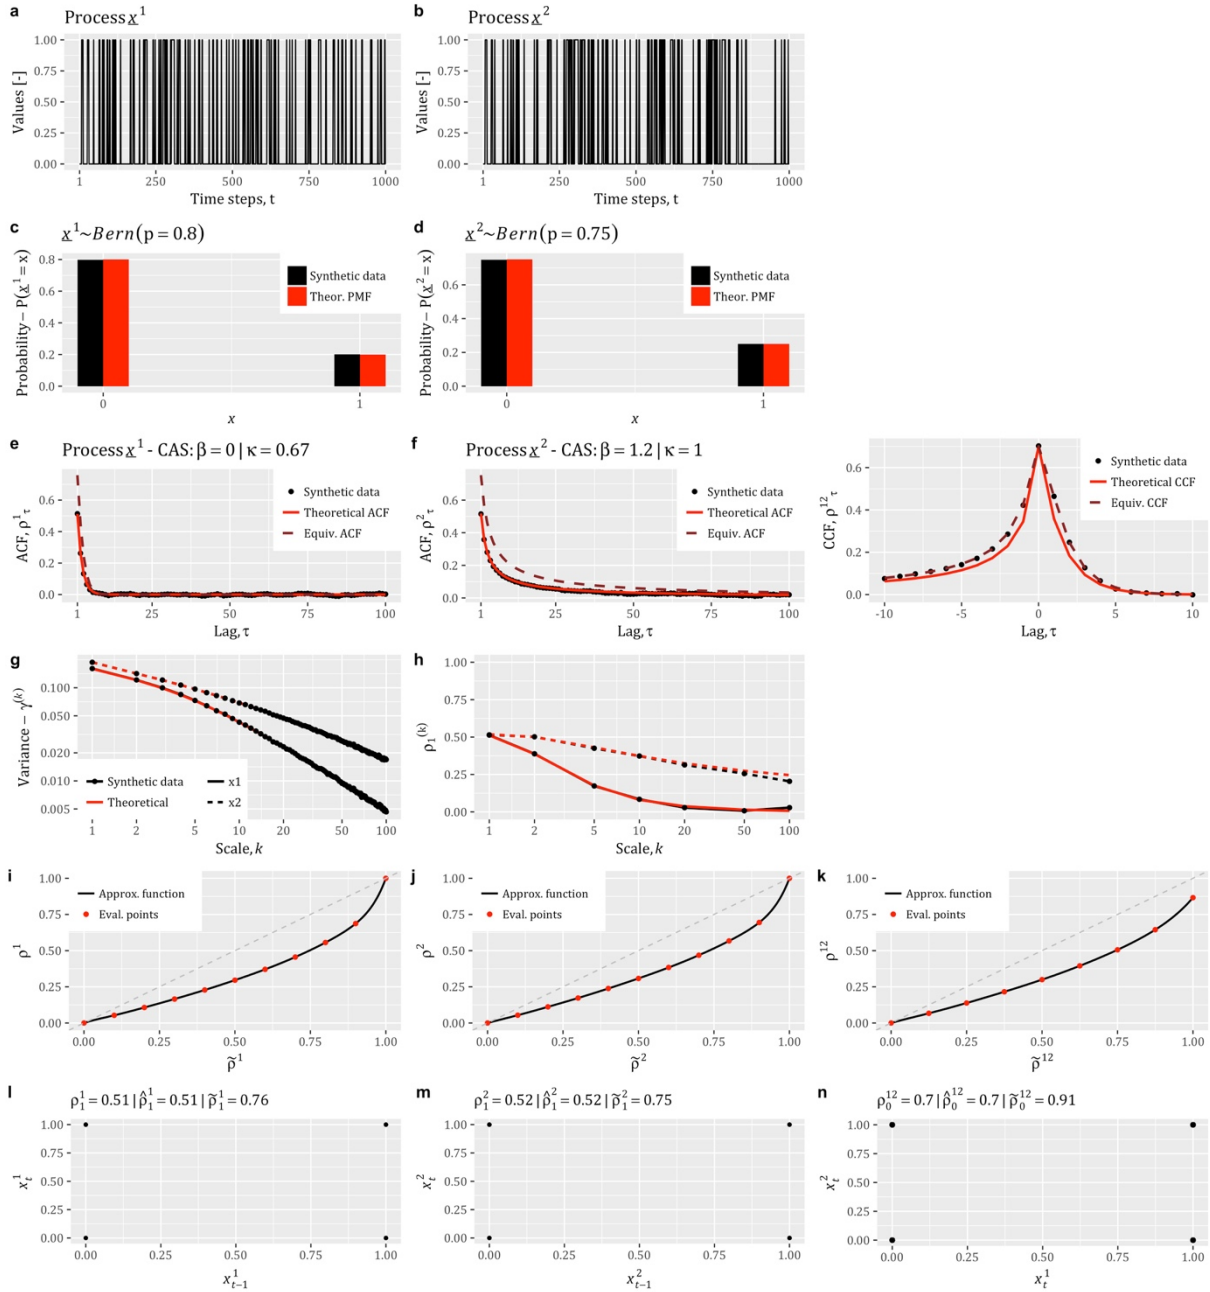 a Process x¹
b Process x²
Values [-]
1.00
0.75
0.50
0.25
0.00
1 250 500 750 1000
Time steps, t
Values [-]
1.00
0.75
0.50
0.25
0.00
1 250 500 750 1000
Time steps, t
c x¹~Bern(p = 0.8)
d x²~Bern(p = 0.75)
Probability – P(x¹ = x)
0.8
0.6
0.4
0.2
0.0
Synthetic data
Theor. PMF
0 1
x
Probability – P(x² = x)
0.6
0.4
0.2
0.0
Synthetic data
Theor. PMF
0 1
x
e Process x¹ - CAS: β = 0 | κ = 0.67
f Process x² - CAS: β = 1.2 | κ = 1
ACF, ρ¹τ
0.6
0.4
0.2
0.0
Synthetic data
Theoretical ACF
Equiv. ACF
1 25 50 75 100
Lag, τ
ACF, ρ²τ
0.6
0.4
0.2
0.0
Synthetic data
Theoretical ACF
Equiv. ACF
1 25 50 75 100
Lag, τ
CCF, ρ¹²τ
0.6
0.4
0.2
0.0
Synthetic data
Theoretical CCF
Equiv. CCF
-10 -5 0 5 10
Lag, τ
g
Variance – γ⁽ᵏ⁾
0.100
0.050
0.020
0.010
0.005
Synthetic data x1
Theoretical x2
1 2 5 10 20 50 100
Scale, k
h
ρ₁⁽ᵏ⁾
1.00
0.75
0.50
0.25
0.00
1 2 5 10 20 50 100
Scale, k
i
ρ¹
1.00
0.75
0.50
0.25
0.00
Approx. function
Eval. points
0.00 0.25 0.50 0.75 1.00
ρ̃¹
j
ρ²
1.00
0.75
0.50
0.25
0.00
Approx. function
Eval. points
0.00 0.25 0.50 0.75 1.00
ρ̃²
k
ρ¹²
1.00
0.75
0.50
0.25
0.00
Approx. function
Eval. points
0.00 0.25 0.50 0.75 1.00
ρ̃¹²
l ρ₁¹ = 0.51 | ρ̂₁¹ = 0.51 | ρ̃₁¹ = 0.76
m ρ₁² = 0.52 | ρ̂₁² = 0.52 | ρ̃₁² = 0.75
n ρ₀¹² = 0.7 | ρ̂₀¹² = 0.7 | ρ̃₀¹² = 0.91
xₜ¹
1.00
0.75
0.50
0.25
0.00
0.00 0.25 0.50 0.75 1.00
xₜ₋₁¹
xₜ²
1.00
0.75
0.50
0.25
0.00
0.00 0.25 0.50 0.75 1.00
xₜ₋₁²
xₜ²
1.00
0.75
0.50
0.25
0.00
0.00 0.25 0.50 0.75 1.00
xₜ¹